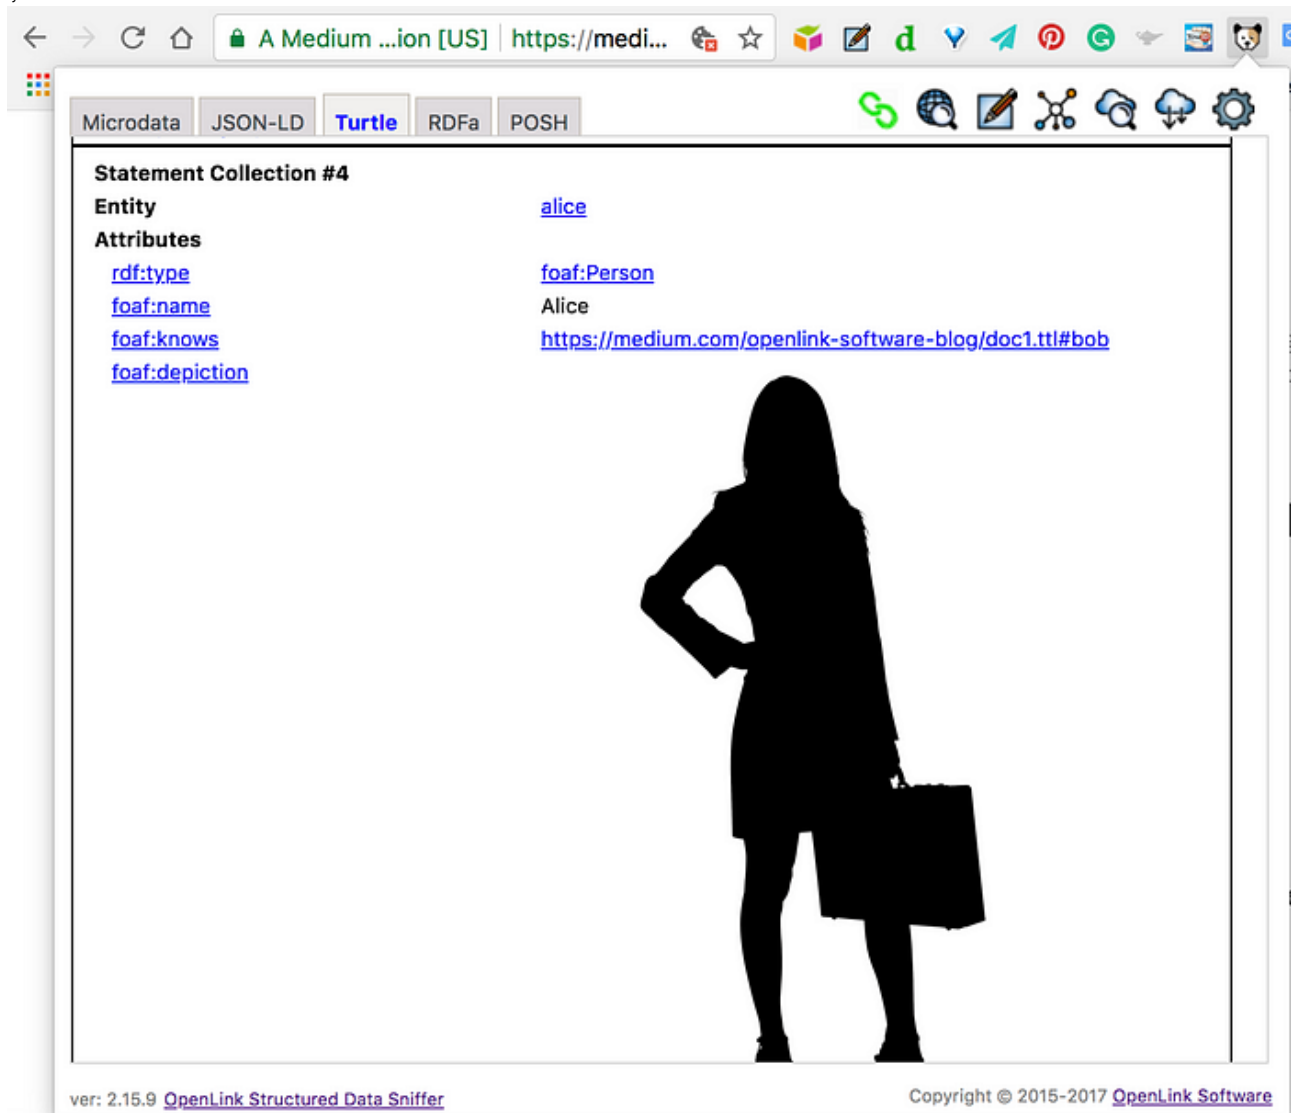 A Medium ...ion [US] https://medi...
Microdata JSON-LD Turtle RDFa POSH
Statement Collection #4
Entity alice
Attributes
rdf:type foaf:Person
foaf:name Alice
foaf:knows https://medium.com/openlink-software-blog/doc1.ttl#bob
foaf:depiction
ver: 2.15.9 OpenLink Structured Data Sniffer Copyright © 2015-2017 OpenLink Software